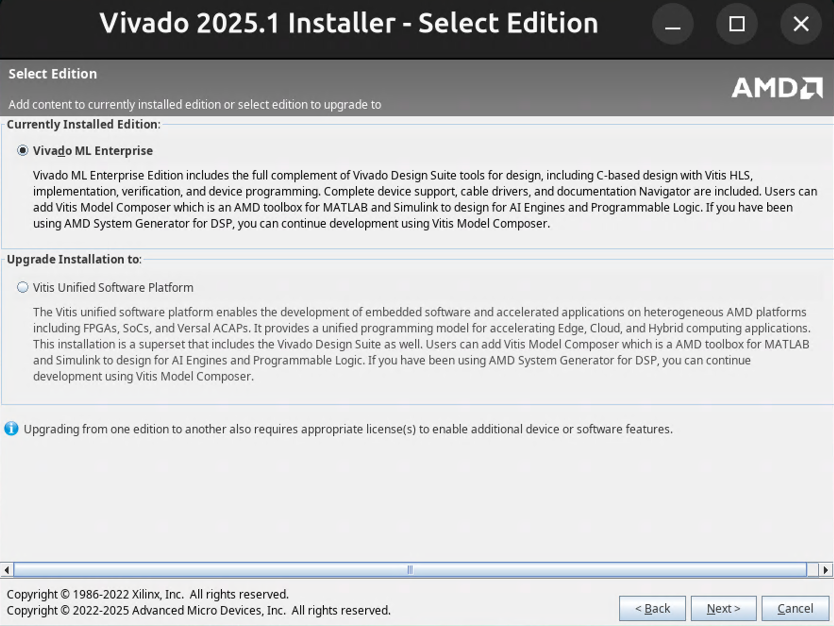 Vivado 2025.1 Installer - Select Edition
Select Edition
Add content to currently installed edition or select edition to upgrade to
AMD
Currently Installed Edition:
Vivado ML Enterprise
Vivado ML Enterprise Edition includes the full complement of Vivado Design Suite tools for design, including C-based design with Vitis HLS,
implementation, verification, and device programming. Complete device support, cable drivers, and documentation Navigator are included. Users can
add Vitis Model Composer which is an AMD toolbox for MATLAB and Simulink to design for AI Engines and Programmable Logic. If you have been
using AMD System Generator for DSP, you can continue development using Vitis Model Composer.
Upgrade Installation to:
Vitis Unified Software Platform
The Vitis unified software platform enables the development of embedded software and accelerated applications on heterogeneous AMD platforms
including FPGAs, SoCs, and Versal ACAPs. It provides a unified programming model for accelerating Edge, Cloud, and Hybrid computing applications.
This installation is a superset that includes the Vivado Design Suite as well. Users can add Vitis Model Composer which is a AMD toolbox for MATLAB
and Simulink to design for AI Engines and Programmable Logic. If you have been using AMD System Generator for DSP, you can continue
development using Vitis Model Composer.
Upgrading from one edition to another also requires appropriate license(s) to enable additional device or software features.
Copyright © 1986-2022 Xilinx, Inc. All rights reserved.
Copyright © 2022-2025 Advanced Micro Devices, Inc. All rights reserved.
< Back
Next >
Cancel